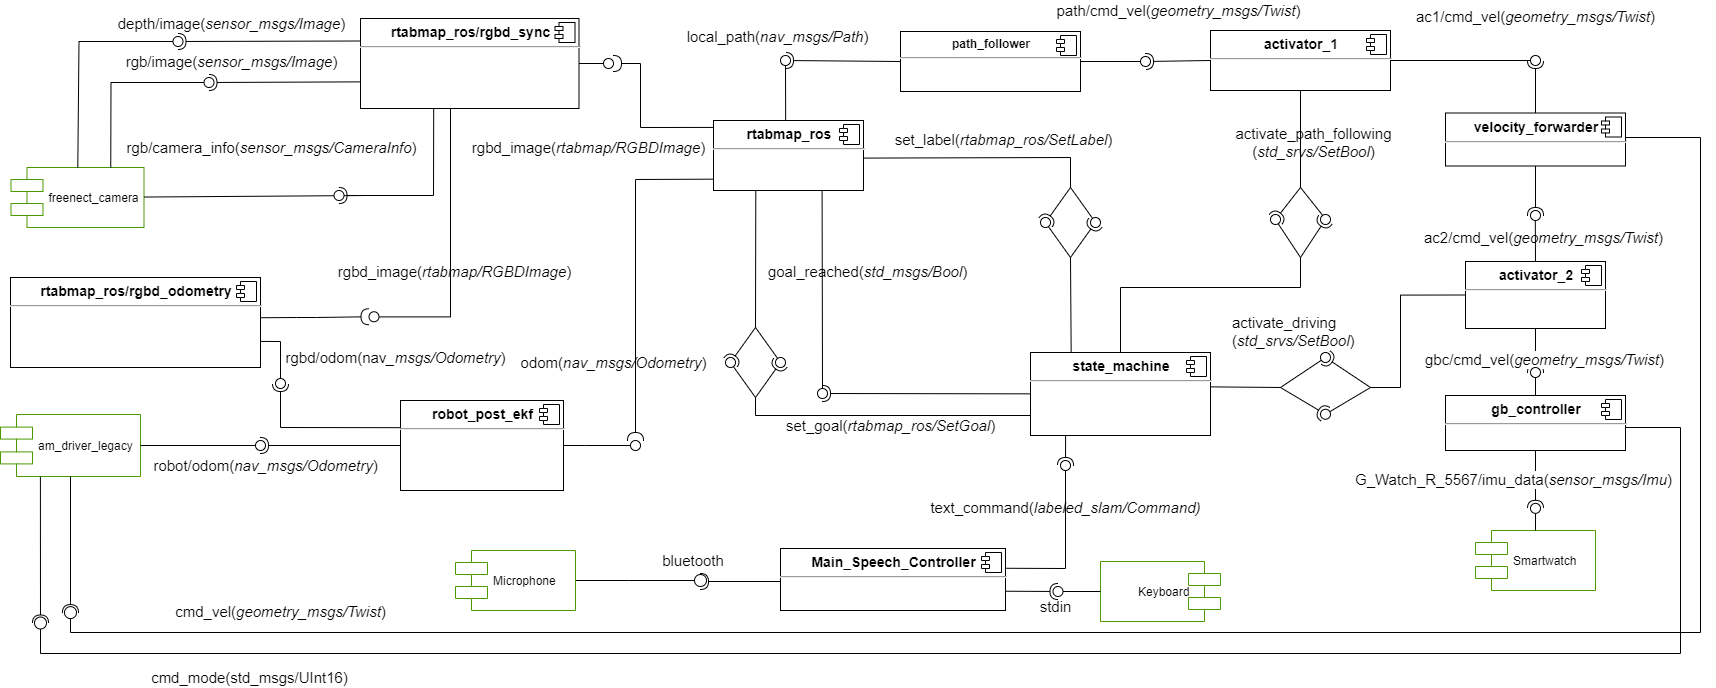 depth/image(sensor_msgs/Image)
rtabmap_ros/rgbd_sync
rgb/image(sensor_msgs/Image)
rgb/camera_info(sensor_msgs/CameraInfo)
freenect_camera
local_path(nav_msgs/Path)
path_follower
path/cmd_vel(geometry_msgs/Twist)
activator_1
ac1/cmd_vel(geometry_msgs/Twist)
rtabmap_ros
rgbd_image(rtabmap/RGBDImage)
set_label(rtabmap_ros/SetLabel)
activate_path_following
(std_srvs/SetBool)
velocity_forwarder
ac2/cmd_vel(geometry_msgs/Twist)
rgbd_image(rtabmap/RGBDImage)
goal_reached(std_msgs/Bool)
activator_2
rtabmap_ros/rgbd_odometry
rgbd/odom(nav_msgs/Odometry)
odom(nav_msgs/Odometry)
activate_driving
(std_srvs/SetBool)
state_machine
gbc/cmd_vel(geometry_msgs/Twist)
gb_controller
robot_post_ekf
set_goal(rtabmap_ros/SetGoal)
am_driver_legacy
robot/odom(nav_msgs/Odometry)
G_Watch_R_5567/imu_data(sensor_msgs/Imu)
text_command(labeled_slam/Command)
Smartwatch
bluetooth
Main_Speech_Controller
Microphone
Keyboard
stdin
cmd_vel(geometry_msgs/Twist)
cmd_mode(std_msgs/UInt16)